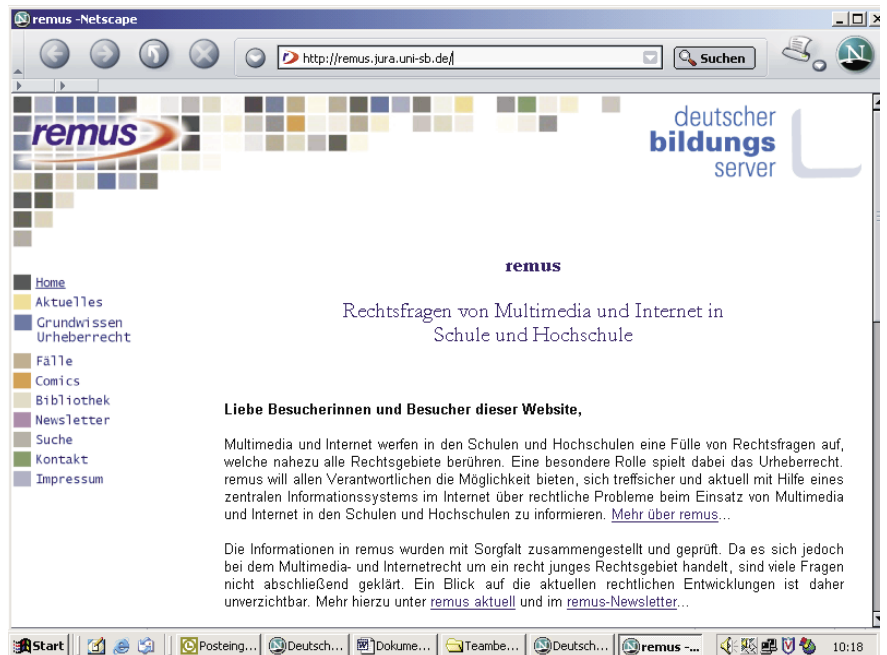 remus -Netscape
http://remus.jura.uni-sb.de/
Suchen
N
remus
deutscher
bildungs
server
remus
Rechtsfragen von Multimedia und Internet in
Schule und Hochschule
Home
Aktuelles
Grundwissen
Urheberrecht
Fälle
Comics
Bibliothek
Newsletter
Suche
Kontakt
Impressum
Liebe Besucherinnen und Besucher dieser Website,
Multimedia und Internet werfen in den Schulen und Hochschulen eine Fülle von Rechtsfragen auf,
welche nahezu alle Rechtsgebiete berühren. Eine besondere Rolle spielt dabei das Urheberrecht.
remus will allen Verantwortlichen die Möglichkeit bieten, sich treffsicher und aktuell mit Hilfe eines
zentralen Informationssystems im Internet über rechtliche Probleme beim Einsatz von Multimedia
und Internet in den Schulen und Hochschulen zu informieren. Mehr über remus...
Die Informationen in remus wurden mit Sorgfalt zusammengestellt und geprüft. Da es sich jedoch
bei dem Multimedia- und Internetrecht um ein recht junges Rechtsgebiet handelt, sind viele Fragen
nicht abschließend geklärt. Ein Blick auf die aktuellen rechtlichen Entwicklungen ist daher
unverzichtbar. Mehr hierzu unter remus aktuell und im remus-Newsletter...
Start Posteing... Deutsch... Dokume... Teambe... Deutsch... remus -... 10:18